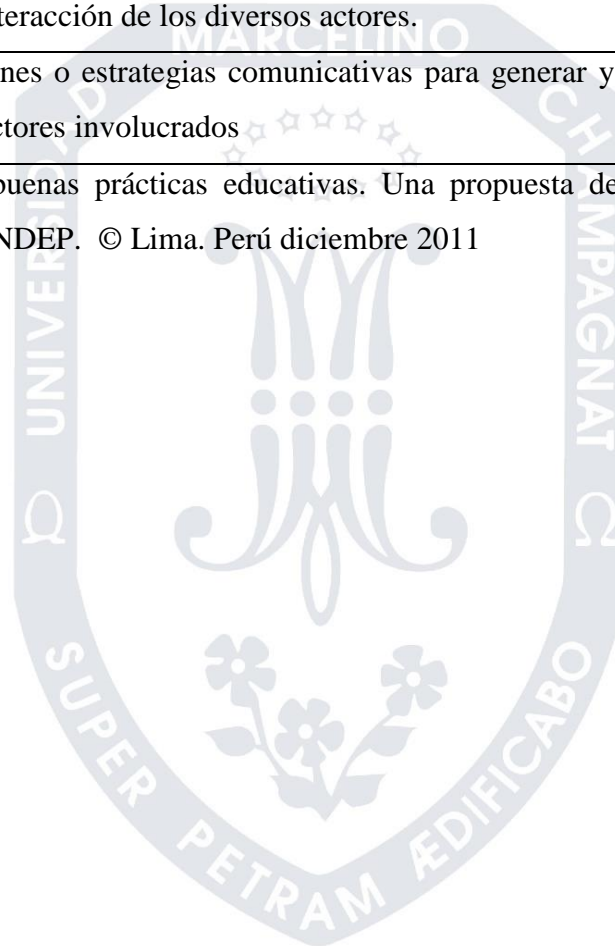 teracción de los diversos actores.
MARCELINO
nes o estrategias comunicativas para generar y
ctores involucrados
buenas prácticas educativas. Una propuesta de
NDEP. © Lima. Perú diciembre 2011
UNIVERSIDAD
CHAMPAGNAT
Ω Ω
SUPER PETRAM ÆDIFICABO